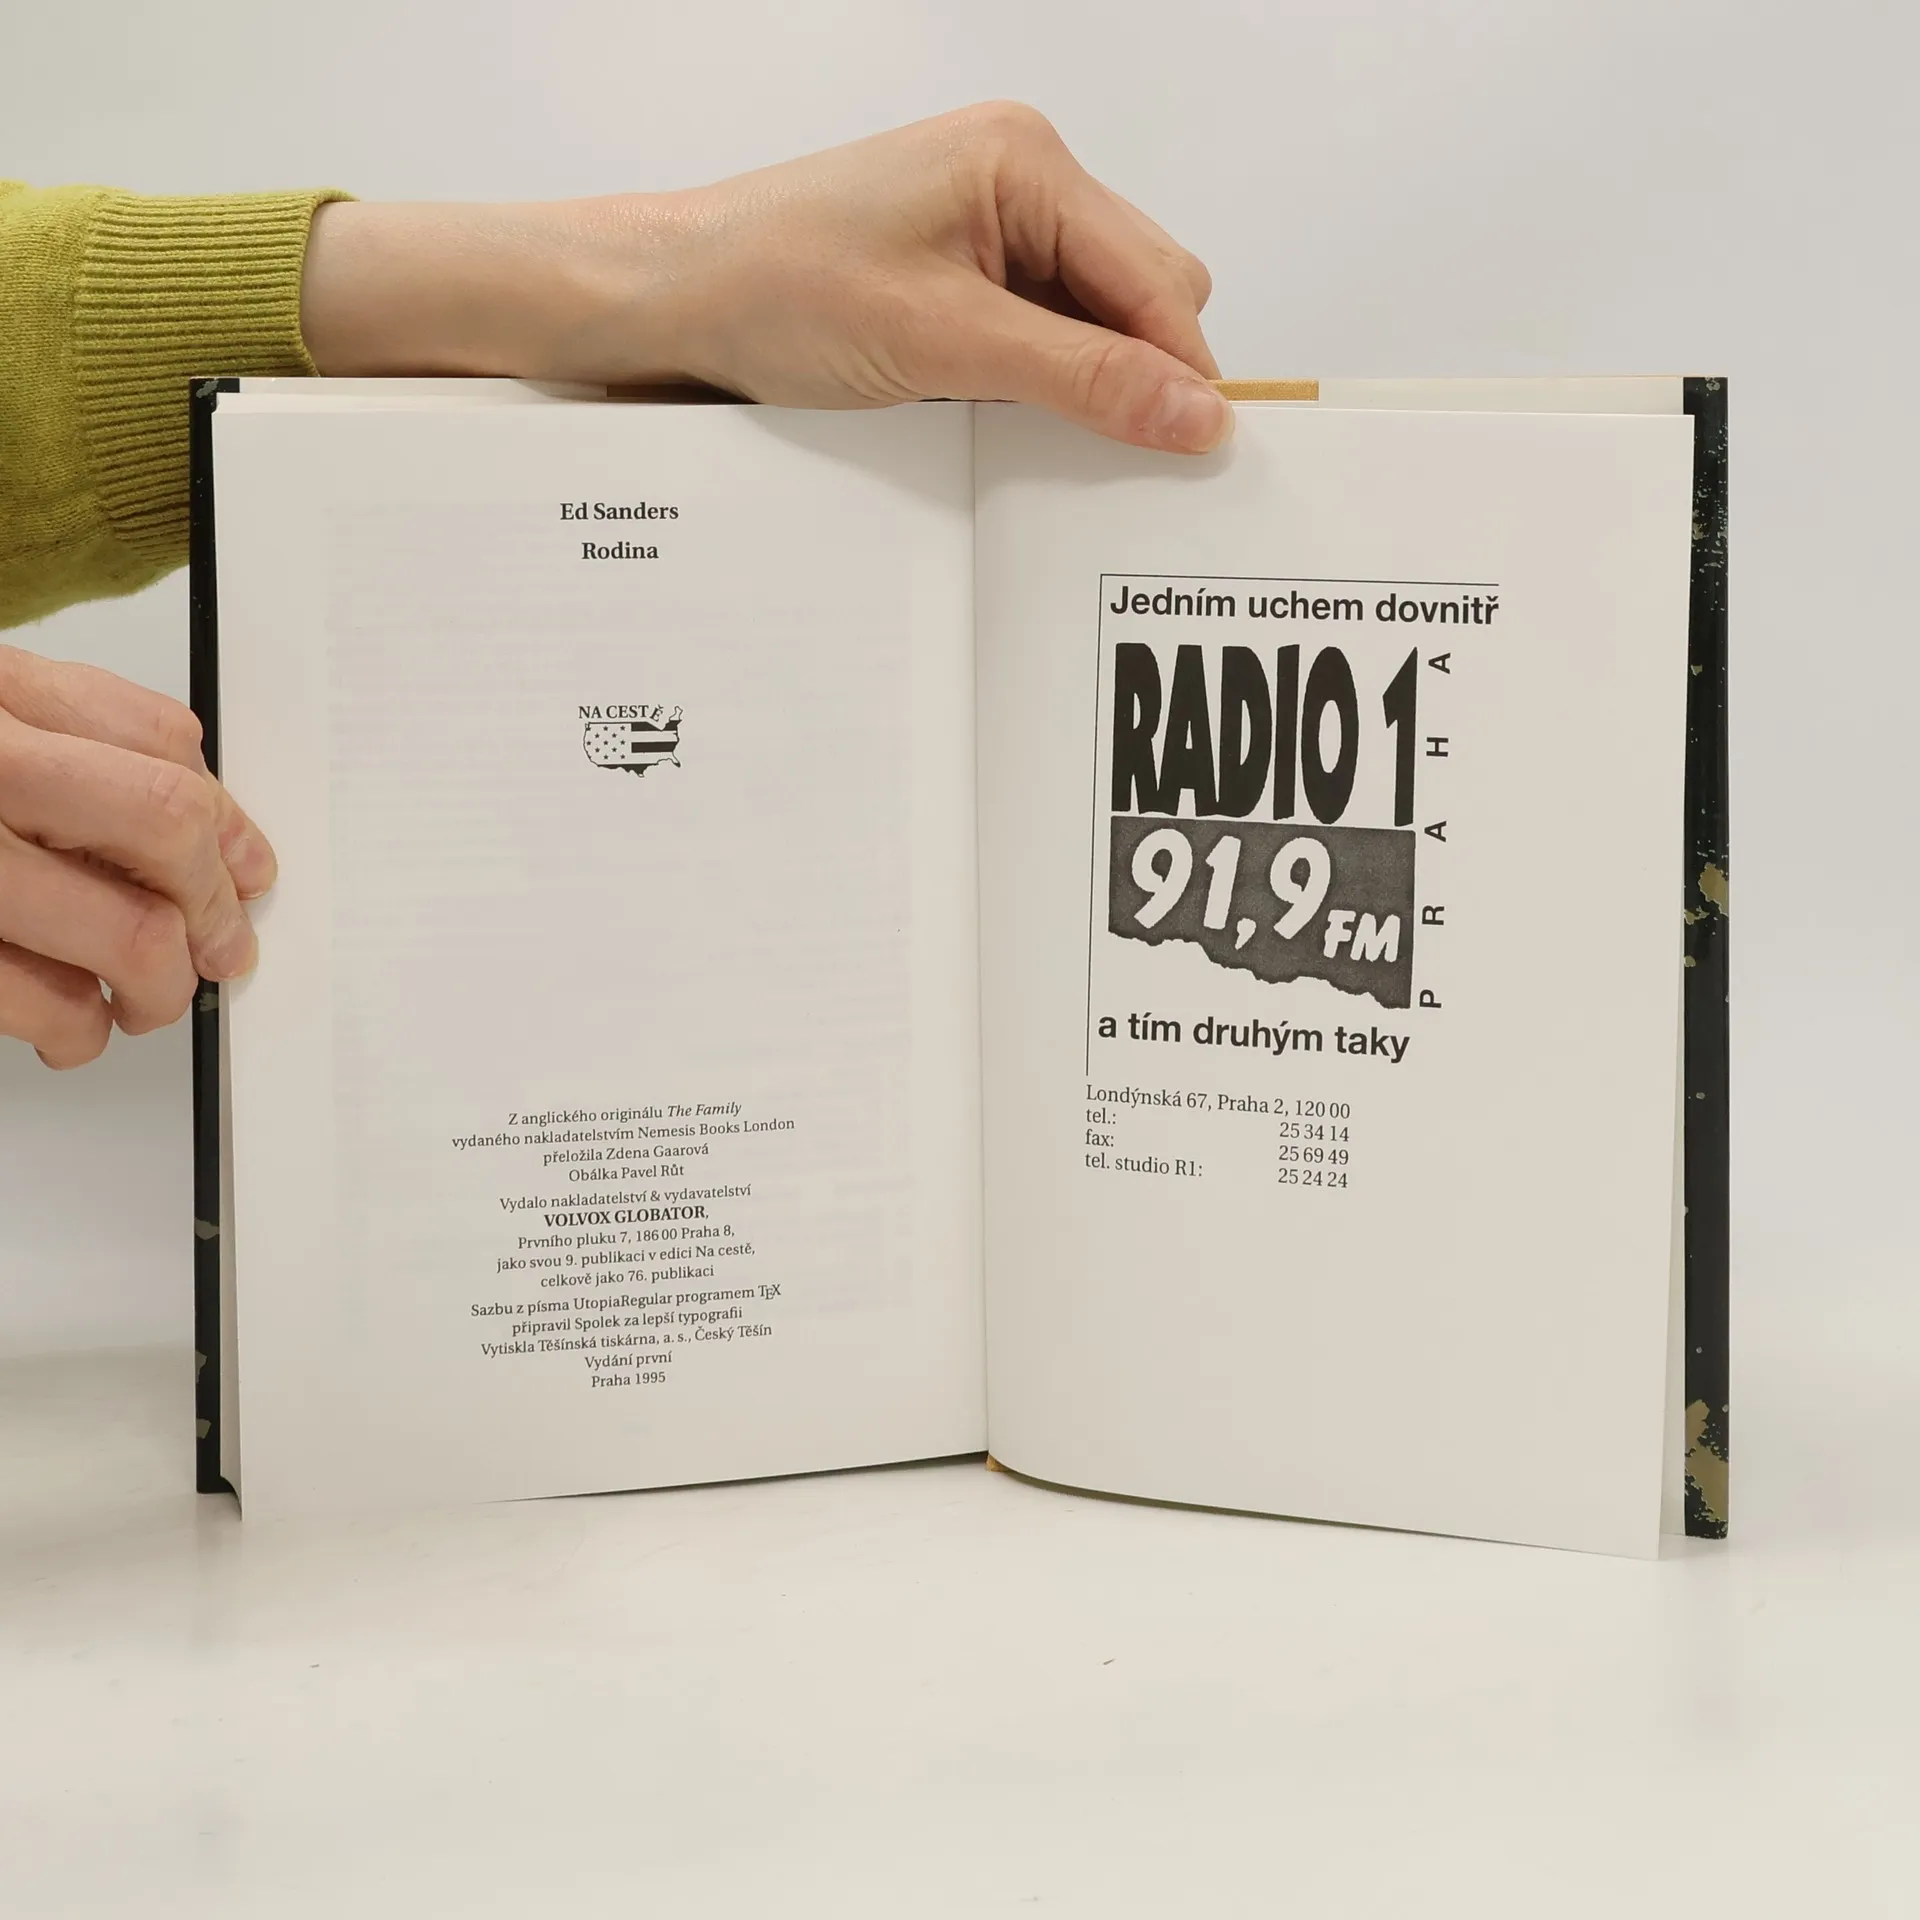 Ed Sanders
Rodina
NA CESTĚ
Z anglického originálu The Family
vydaného nakladatelstvím Nemesis Books London
přeložila Zdena Gaarová
Obálka Pavel Růt
Vydalo nakladatelství & vydavatelství
VOLVOX GLOBATOR,
Prvního pluku 7, 186 00 Praha 8,
jako svou 9. publikaci v edici Na cestě,
celkově jako 76. publikaci
Sazbu z písma UtopiaRegular programem TEX
připravil Spolek za lepší typografii
Vytiskla Těšínská tiskárna, a. s., Český Těšín
Vydání první
Praha 1995
Jedním uchem dovnitř
RADIO 1
91,9 FM
PRAHA
a tím druhým taky
Londýnská 67, Praha 2, 120 00
tel.: 25 34 14
fax: 25 69 49
tel. studio R1: 25 24 24